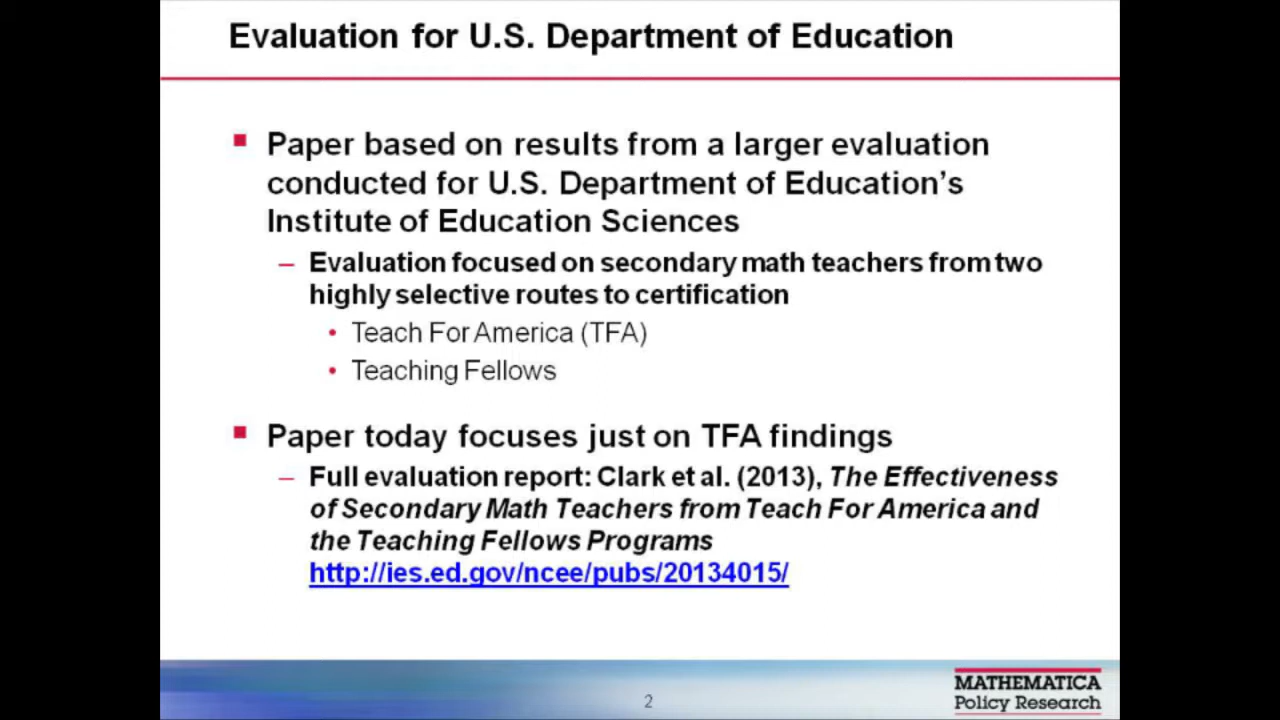 Evaluation for U.S. Department of Education
Paper based on results from a larger evaluation
conducted for U.S. Department of Education's
Institute of Education Sciences
– Evaluation focused on secondary math teachers from two
highly selective routes to certification
• Teach For America (TFA)
• Teaching Fellows
Paper today focuses just on TFA findings
– Full evaluation report: Clark et al. (2013), The Effectiveness
of Secondary Math Teachers from Teach For America and
the Teaching Fellows Programs
http://ies.ed.gov/ncee/pubs/20134015/
2
MATHEMATICA
Policy Research